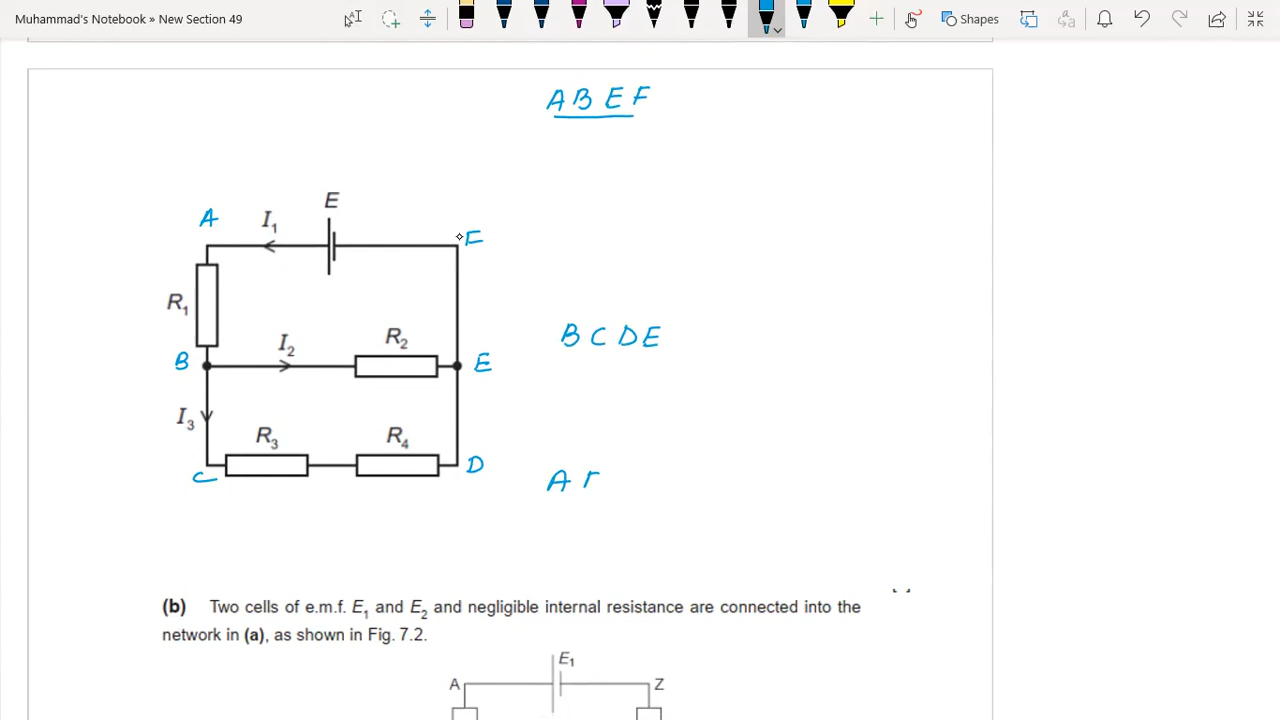 Muhammad's Notebook » New Section 49
Shapes
A B E F
E
A
I₁
F
R₁
B
I₂
R₂
E
B C D E
I₃
R₃
R₄
C
D
A F
(b) Two cells of e.m.f. E₁ and E₂ and negligible internal resistance are connected into the
network in (a), as shown in Fig. 7.2.
E₁
A
Z